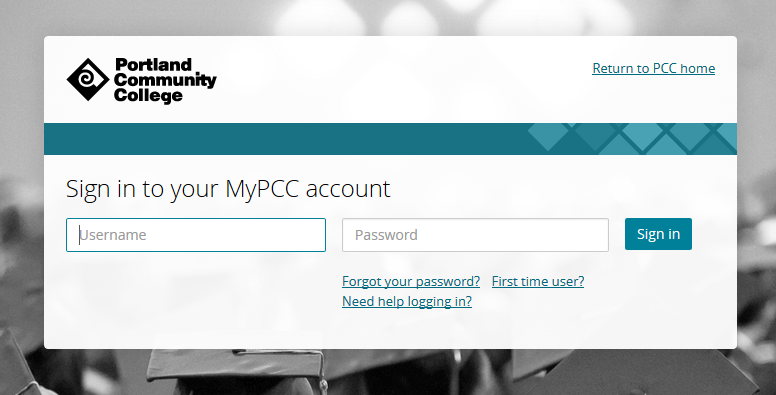 Portland
Community
College
Return to PCC home
Sign in to your MyPCC account
Username
Password
Sign in
Forgot your password? First time user?
Need help logging in?